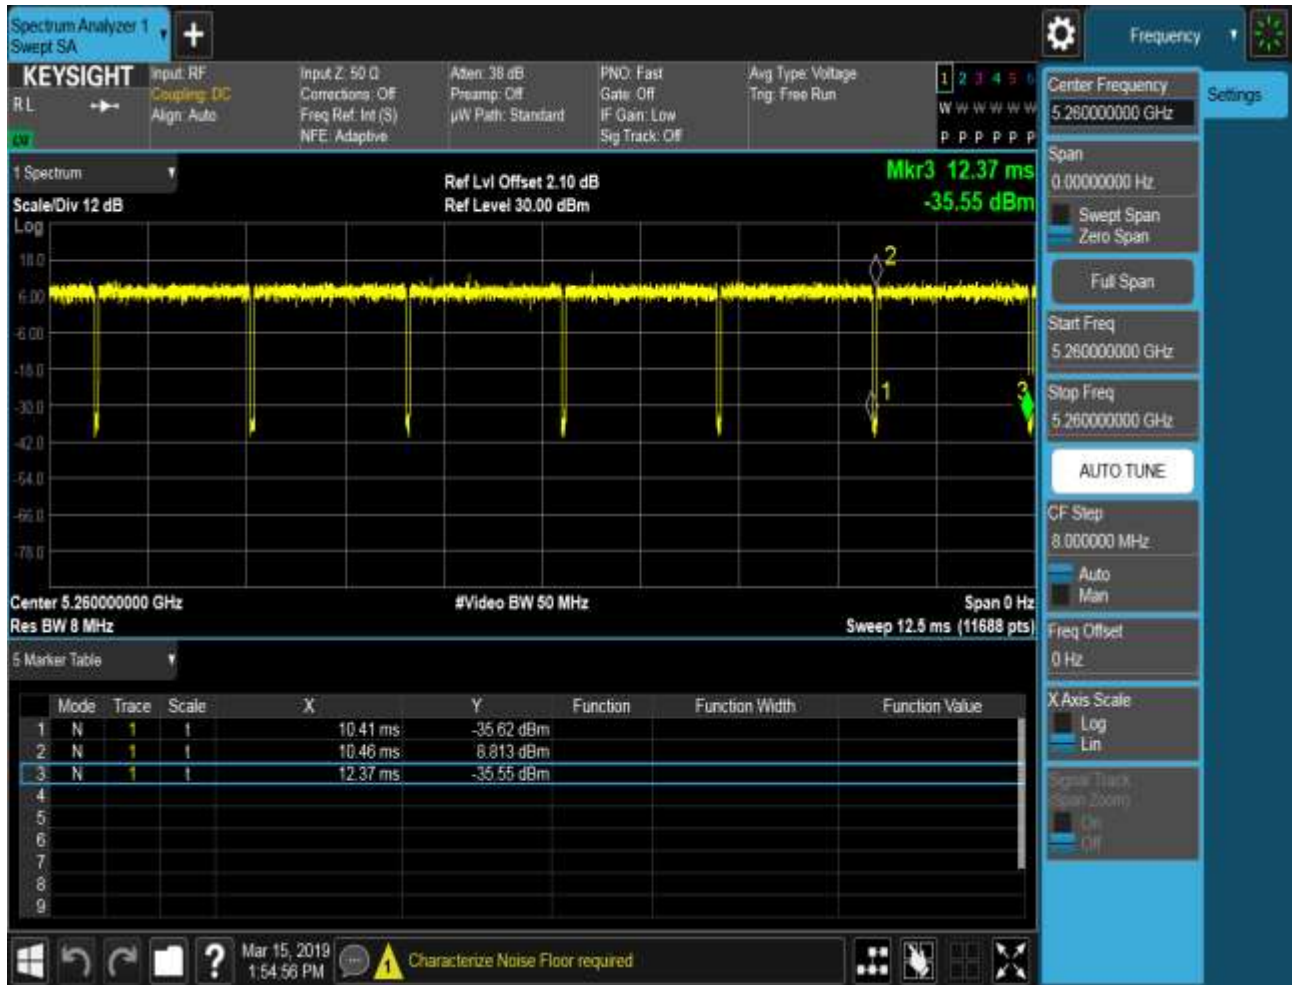 Spectrum Analyzer 1
Swept SA
Frequency
KEYSIGHT
RL
Input: RF
Coupling: DC
Align: Auto
Input Z: 50 Ω
Corrections: Off
Freq Ref: Int (S)
NFE: Adaptive
Atten: 38 dB
Preamp: Off
µW Path: Standard
PNO: Fast
Gate: Off
IF Gain: Low
Sig Track: Off
Avg Type: Voltage
Trig: Free Run
1 2 3 4 5 6
W W W W W W
P P P P P P
1 Spectrum
Scale/Div 12 dB
Ref Lvl Offset 2.10 dB
Ref Level 30.00 dBm
Mkr3 12.37 ms
-35.55 dBm
Log
18.0
6.00
-6.00
-18.0
-30.0
-42.0
-54.0
-66.0
-78.0
2
1
3
Center 5.260000000 GHz
Res BW 8 MHz
#Video BW 50 MHz
Span 0 Hz
Sweep 12.5 ms (11688 pts)
5 Marker Table
Mode Trace Scale X Y Function Function Width Function Value
1 N 1 t 10.41 ms -35.62 dBm
2 N 1 t 10.46 ms 8.813 dBm
3 N 1 t 12.37 ms -35.55 dBm
4
5
6
7
8
9
Mar 15, 2019
1:54:56 PM
1
Characterize Noise Floor required
Center Frequency
5.260000000 GHz
Settings
Span
0.00000000 Hz
Swept Span
Zero Span
Full Span
Start Freq
5.260000000 GHz
Stop Freq
5.260000000 GHz
AUTO TUNE
CF Step
8.000000 MHz
Auto
Man
Freq Offset
0 Hz
X Axis Scale
Log
Lin
Signal Track
(Span Zoom)
On
Off